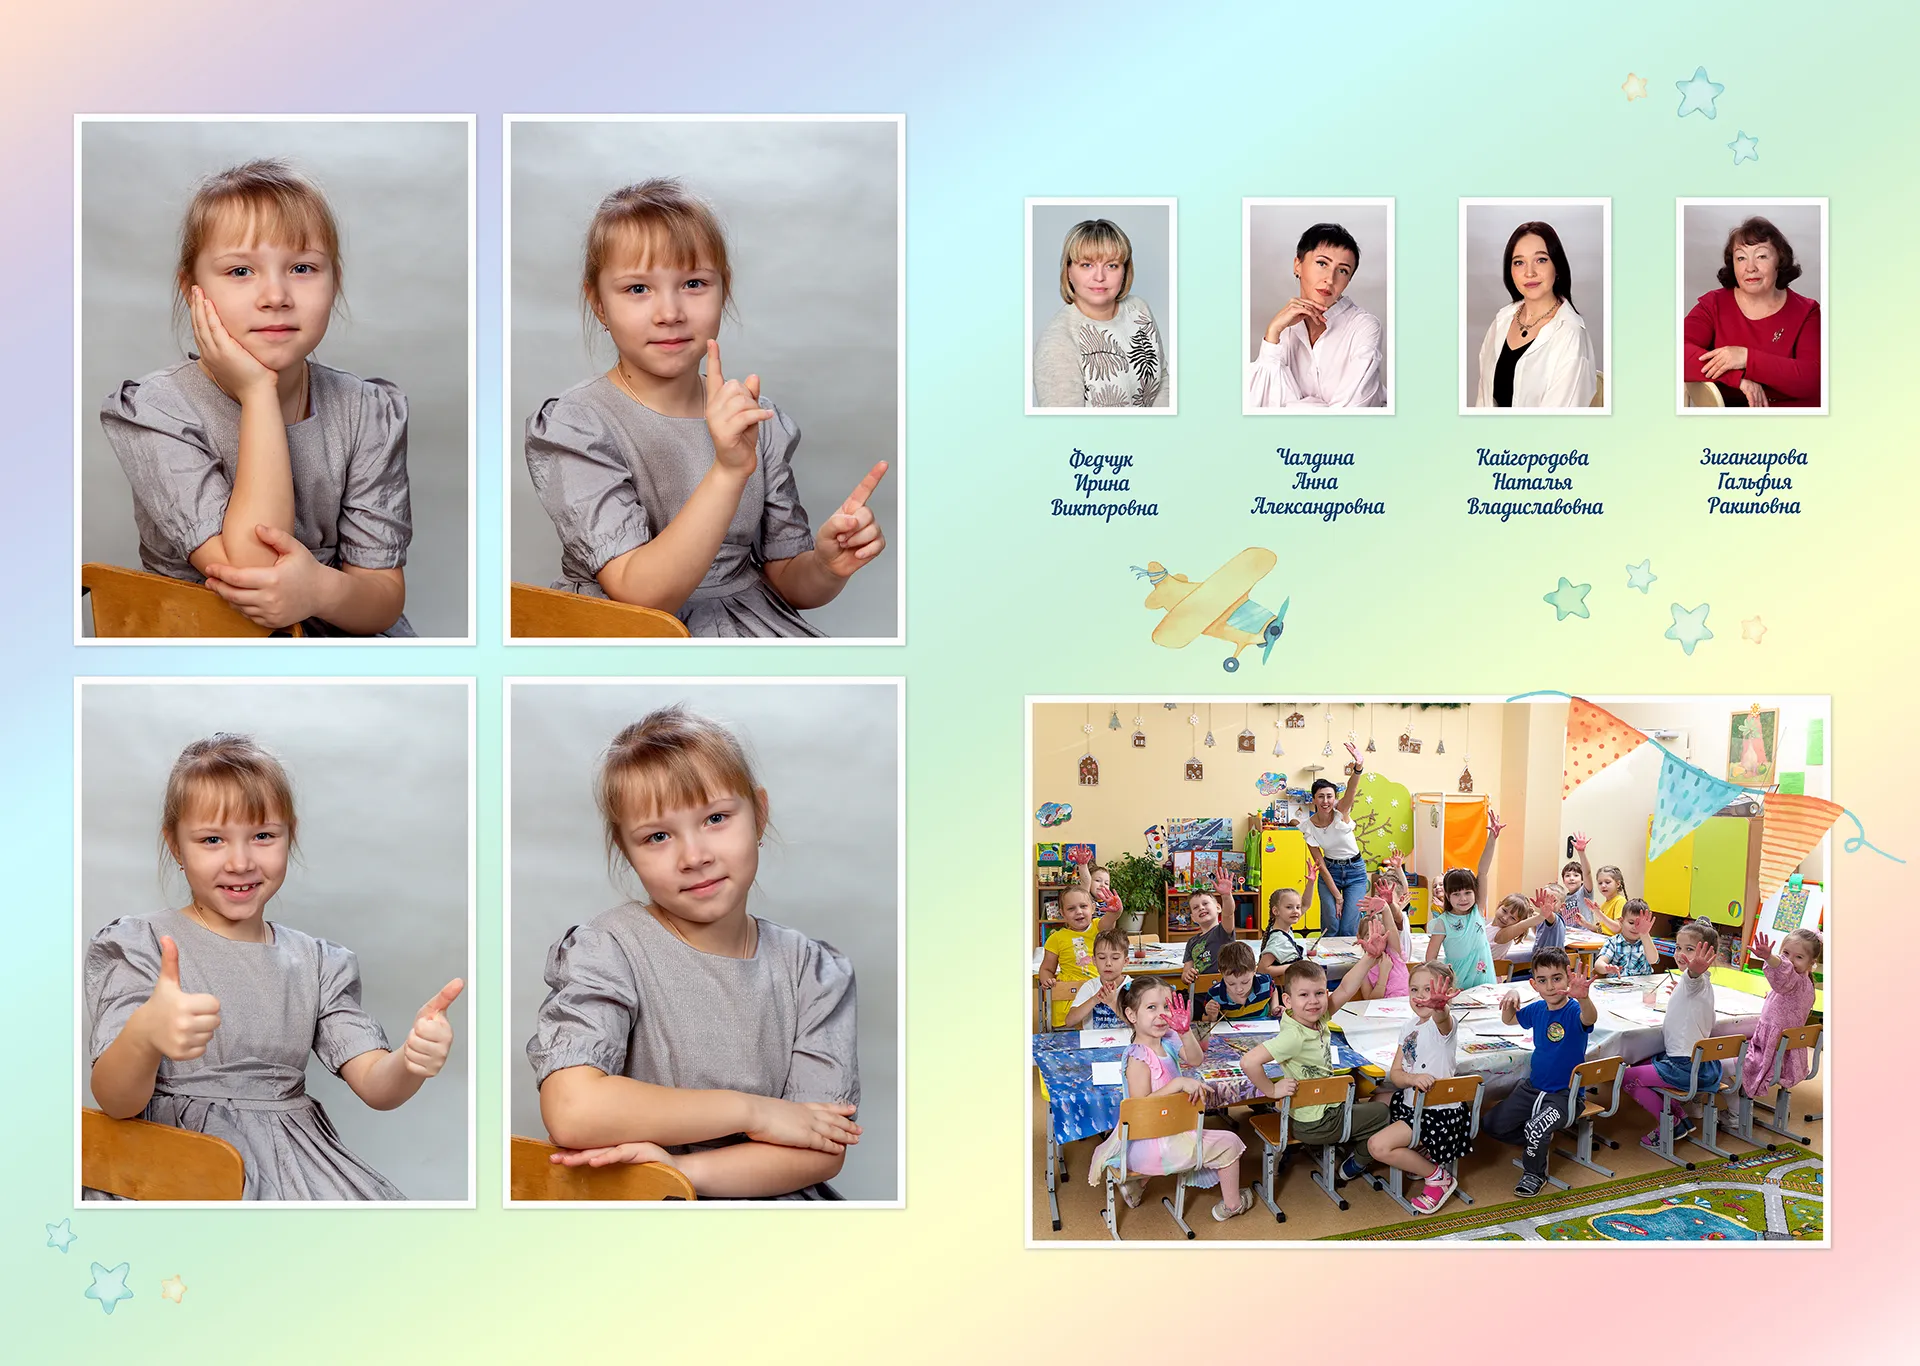 Федчук
Ирина
Викторовна
Чалдина
Анна
Александровна
Кайгородова
Наталья
Владиславовна
Зигангирова
Гальфия
Ракиповна